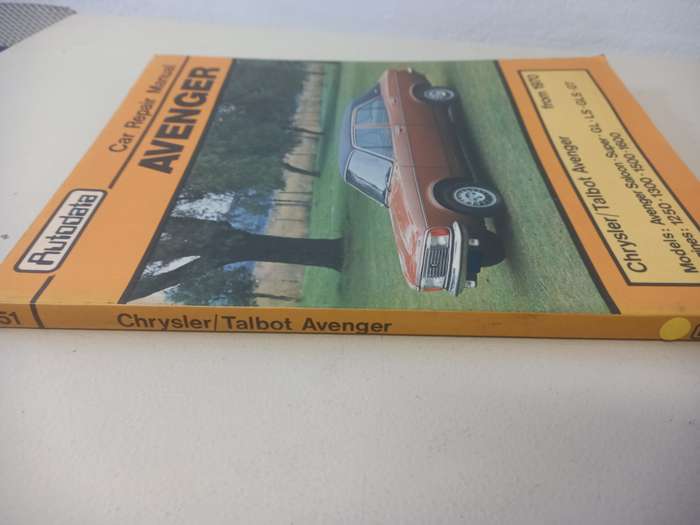 Autodata
Car Repair Manual
AVENGER
Chrysler/Talbot Avenger from 1970
Models: Avenger Saloon Super·GL·LS·GLS·GT
1250·1300·1500·1600
51
Chrysler/Talbot Avenger